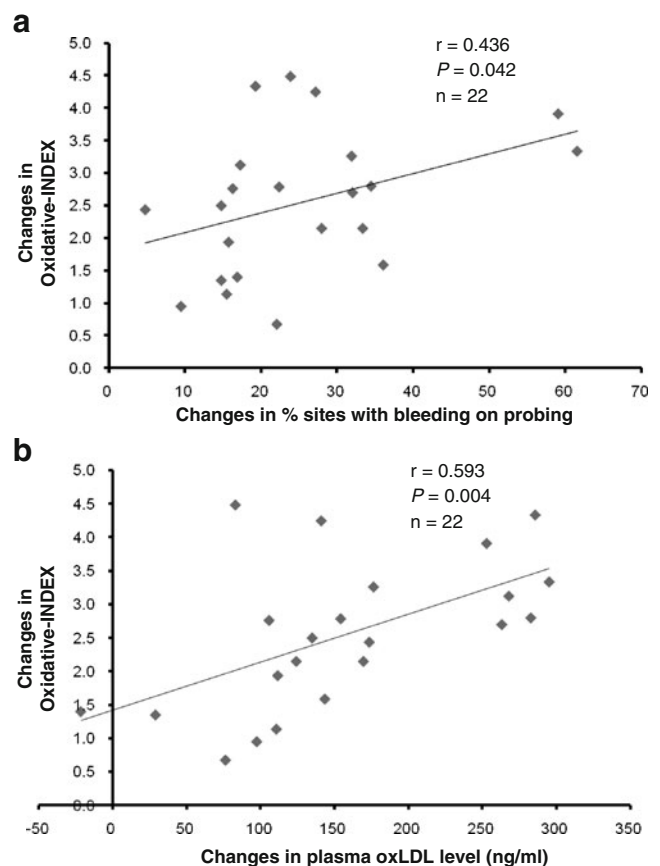 a
r = 0.436
P = 0.042
n = 22
Changes in
Oxidative-INDEX
5.0
4.5
4.0
3.5
3.0
2.5
2.0
1.5
1.0
0.5
0.0
0 10 20 30 40 50 60 70
Changes in % sites with bleeding on probing
b
r = 0.593
P = 0.004
n = 22
Changes in
Oxidative-INDEX
5.0
4.5
4.0
3.5
3.0
2.5
2.0
1.5
1.0
0.5
0.0
-50 0 50 100 150 200 250 300 350
Changes in plasma oxLDL level (ng/ml)